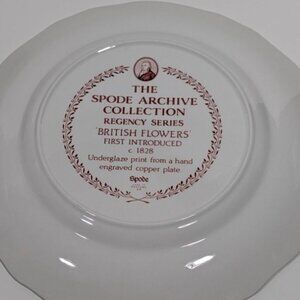 THE
SPODE ARCHIVE
COLLECTION
REGENCY SERIES
'BRITISH FLOWERS'
FIRST INTRODUCED
c 1828
Underglaze print from a hand
engraved copper plate
Spode